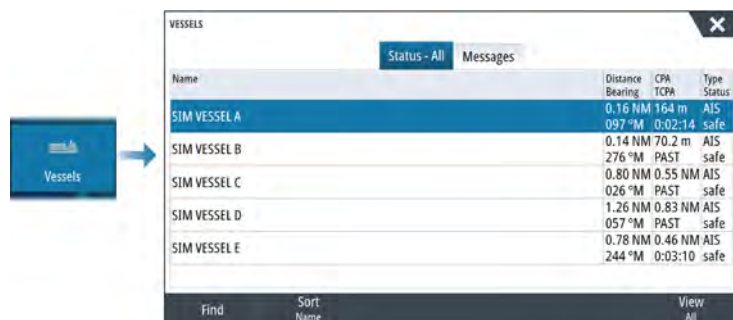 VESSELS
Status - All Messages
Name Distance CPA Type
Bearing TCPA Status
SIM VESSEL A 0.16 NM 164 m AIS
097 °M 0:02:14 safe
SIM VESSEL B 0.14 NM 70.2 m AIS
276 °M PAST safe
Vessels
SIM VESSEL C 0.80 NM 0.55 NM AIS
026 °M PAST safe
SIM VESSEL D 1.26 NM 0.83 NM AIS
057 °M PAST safe
SIM VESSEL E 0.78 NM 0.46 NM AIS
244 °M 0:03:10 safe
Find Sort View
Name All